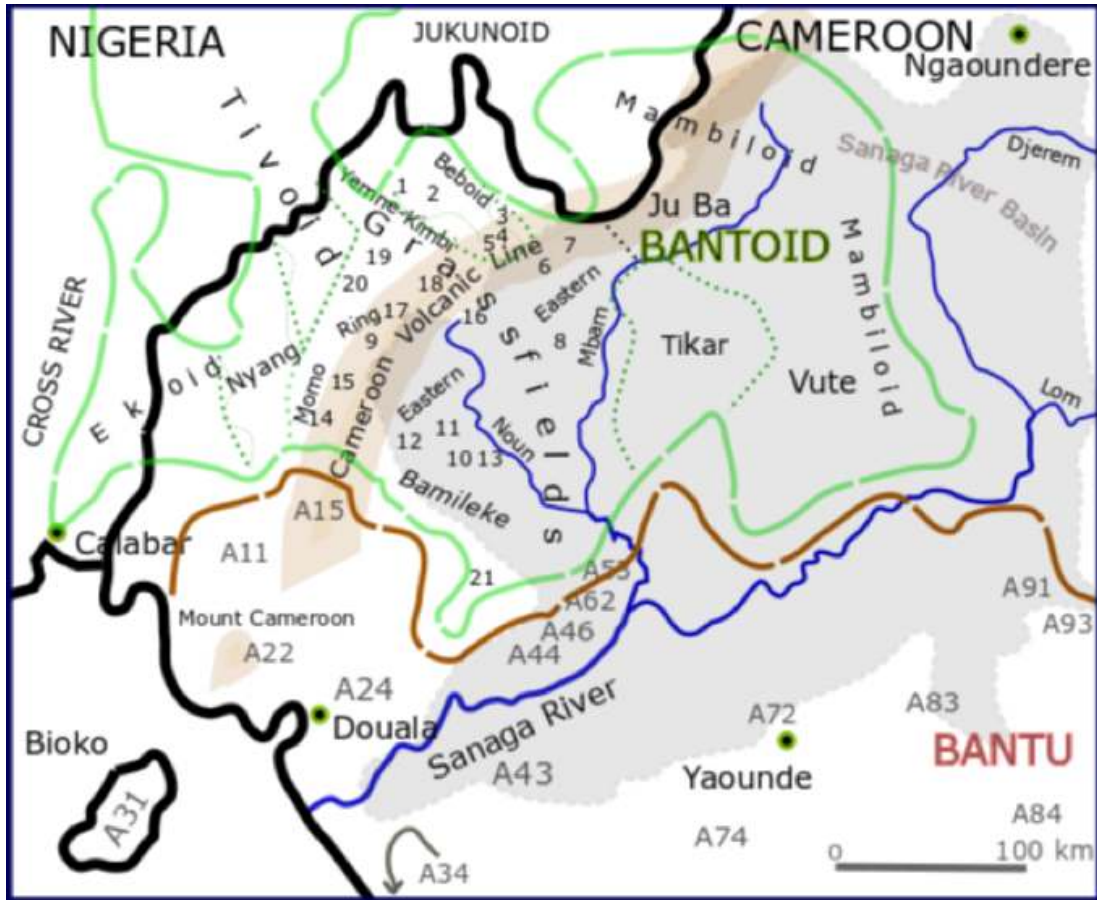 NIGERIA
JUKUNOID
CAMEROON
Ngaoundere
Tivoid
Mambiloid
Sanaga River Basin
Djerem
Beboid
Yemne-Kimbi
1
2
3
4
5
6
7
Ju Ba
BANTOID
Grassfields
Mambiloid
19
20
18
17
16
Ring
9
Cameroon Volcanic Line
Eastern
8
Mbam
Tikar
Vute
CROSS RIVER
Ekoid
Nyang
Momo
15
14
Eastern
12
11
10
13
Noun
Bamileke
Lom
Calabar
A15
A11
21
A53
A62
A46
A44
A91
A93
Mount Cameroon
A22
A24
Douala
Sanaga River
A43
A72
Yaounde
A83
BANTU
Bioko
A31
A34
A74
A84
0
100 km